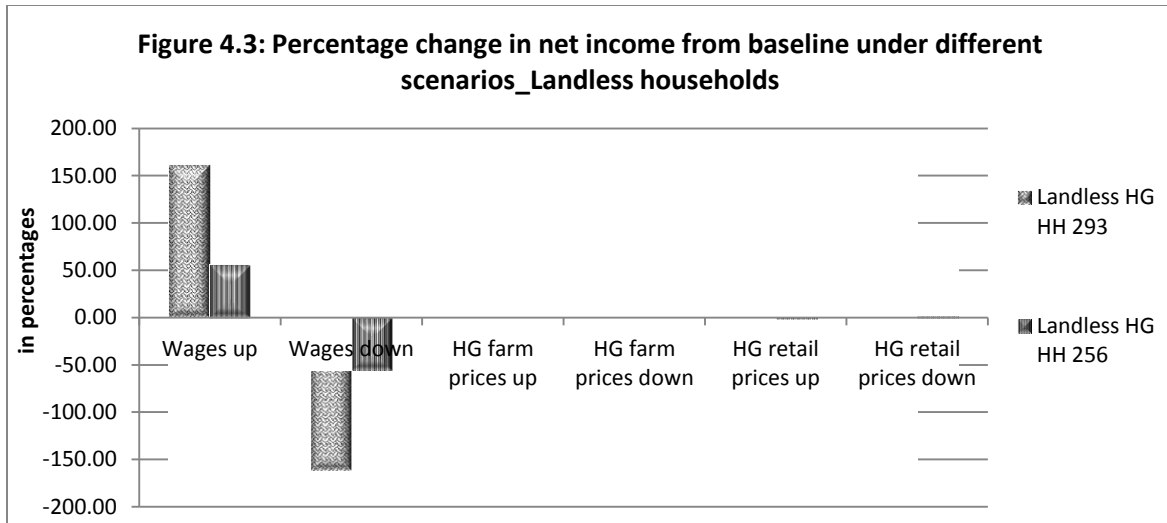 Figure 4.3: Percentage change in net income from baseline under different
scenarios_Landless households
in percentages
200.00
150.00
100.00
50.00
0.00
-50.00
-100.00
-150.00
-200.00
Wages up
Wages down
HG farm
prices up
HG farm
prices down
HG retail
prices up
HG retail
prices down
Landless HG
HH 293
Landless HG
HH 256